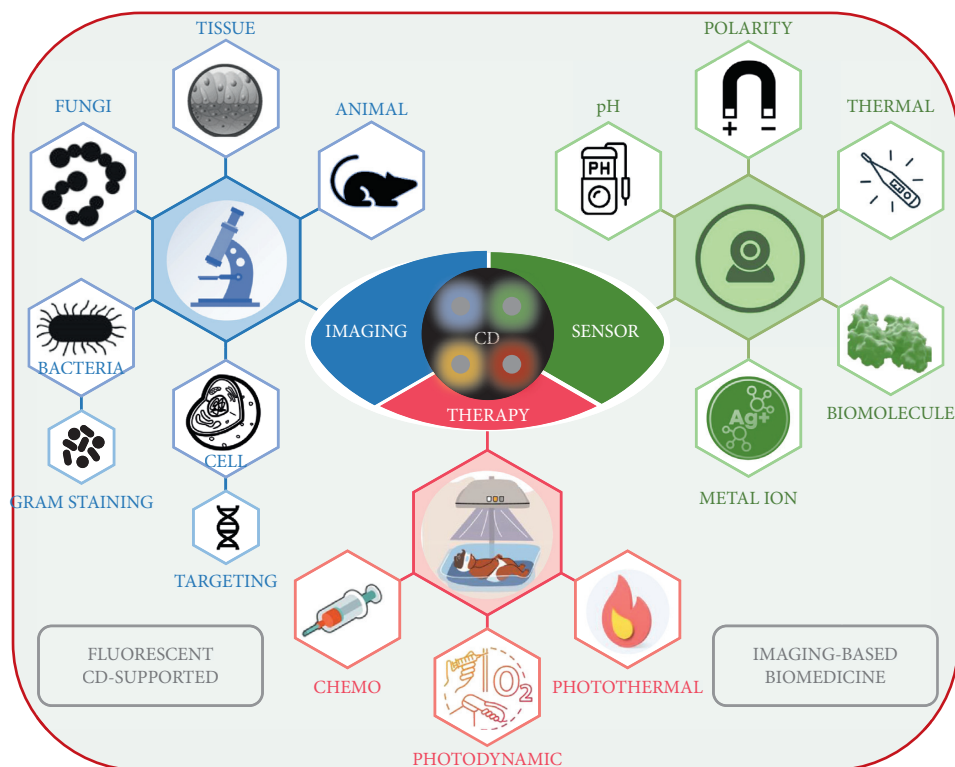 TISSUE
FUNGI
ANIMAL
BACTERIA
GRAM STAINING
CELL
TARGETING
POLARITY
+ −
pH
PH
THERMAL
BIOMOLECULE
Ag+
METAL ION
IMAGING
CD
SENSOR
THERAPY
CHEMO
O2
PHOTODYNAMIC
PHOTOTHERMAL
FLUORESCENT
CD-SUPPORTED
IMAGING-BASED
BIOMEDICINE